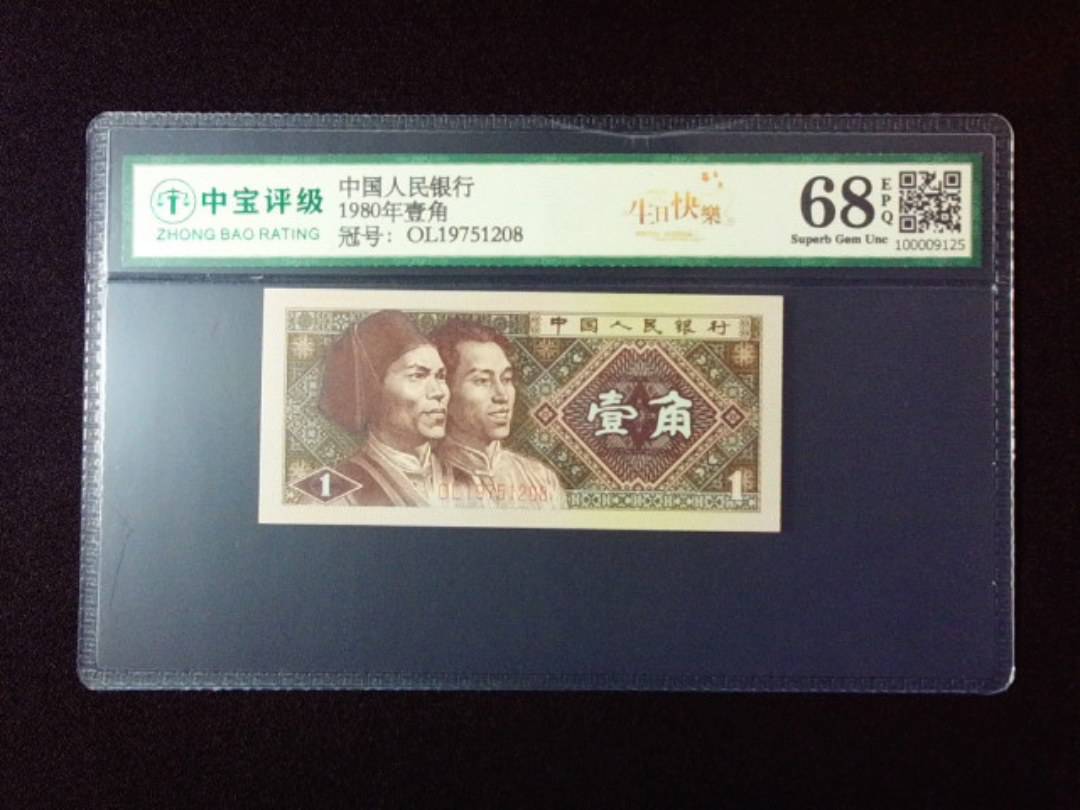 中宝评级
ZHONG BAO RATING
中国人民银行
1980年壹角
冠号：OL19751208
生日快樂
68
EPQ
Superb Gem Unc
100009125
中国人民银行
壹角
1
OL19751208
1